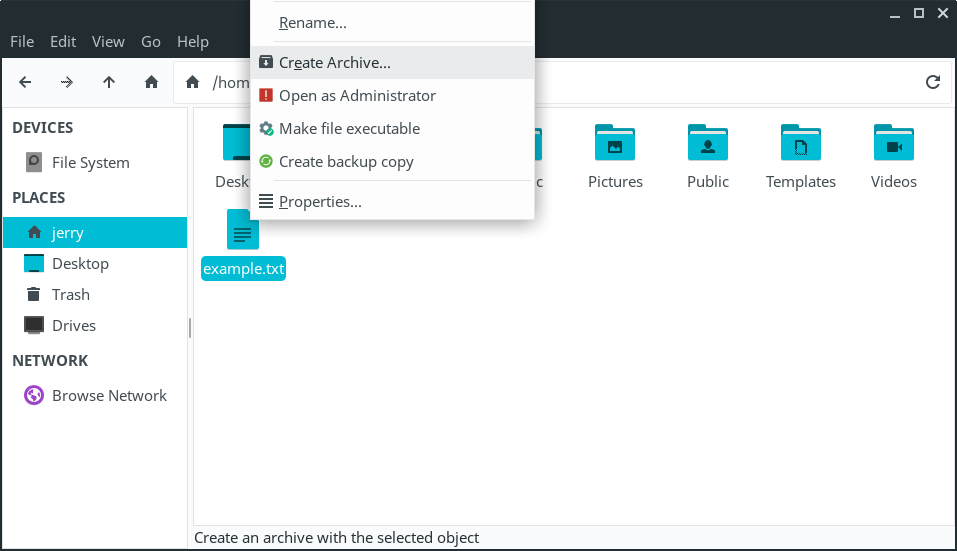 File Edit View Go Help
/hom
Rename...
Create Archive...
Open as Administrator
Make file executable
Create backup copy
Properties...
DEVICES
File System
PLACES
jerry
Desktop
Trash
Drives
NETWORK
Browse Network
Pictures Public Templates Videos
example.txt
Create an archive with the selected object